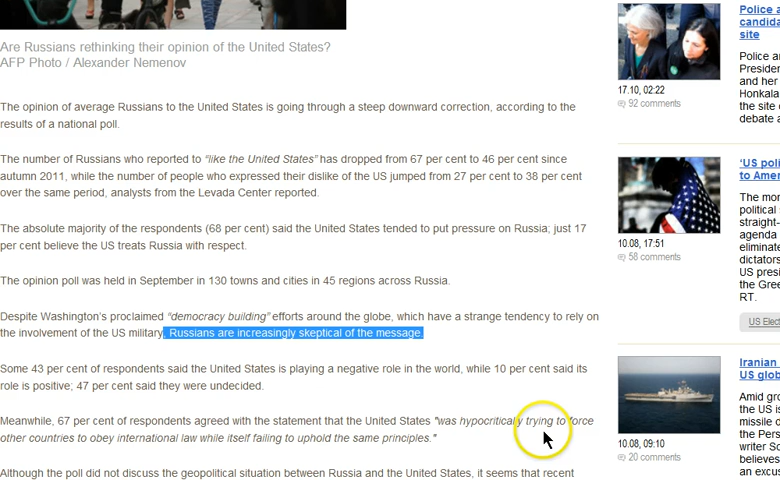 Are Russians rethinking their opinion of the United States?
AFP Photo / Alexander Nemenov
The opinion of average Russians to the United States is going through a steep downward correction, according to the
results of a national poll.
The number of Russians who reported to “like the United States” has dropped from 67 per cent to 46 per cent since
autumn 2011, while the number of people who expressed their dislike of the US jumped from 27 per cent to 38 per cent
over the same period, analysts from the Levada Center reported.
The absolute majority of the respondents (68 per cent) said the United States tended to put pressure on Russia; just 17
per cent believe the US treats Russia with respect.
The opinion poll was held in September in 130 towns and cities in 45 regions across Russia.
Despite Washington’s proclaimed “democracy building” efforts around the globe, which have a strange tendency to rely on
the involvement of the US military, Russians are increasingly skeptical of the message.
Some 43 per cent of respondents said the United States is playing a negative role in the world, while 10 per cent said its
role is positive; 47 per cent said they were undecided.
Meanwhile, 67 per cent of respondents agreed with the statement that the United States "was hypocritically trying to force
other countries to obey international law while itself failing to uphold the same principles."
Although the poll did not discuss the geopolitical situation between Russia and the United States, it seems that recent
Police a
candida
site
Police ar
Presiden
and her
Honkala
the site o
debate a
17.10, 02:22
92 comments
‘US poli
to Amer
The mor
political
straight-
agenda
eliminate
dictators
US presi
the Gree
RT.
10.08, 17:51
58 comments
US Elect
Iranian
US glob
Amid gro
the US is
missile d
the Pers
writer So
believes
an excus
10.08, 09:10
20 comments